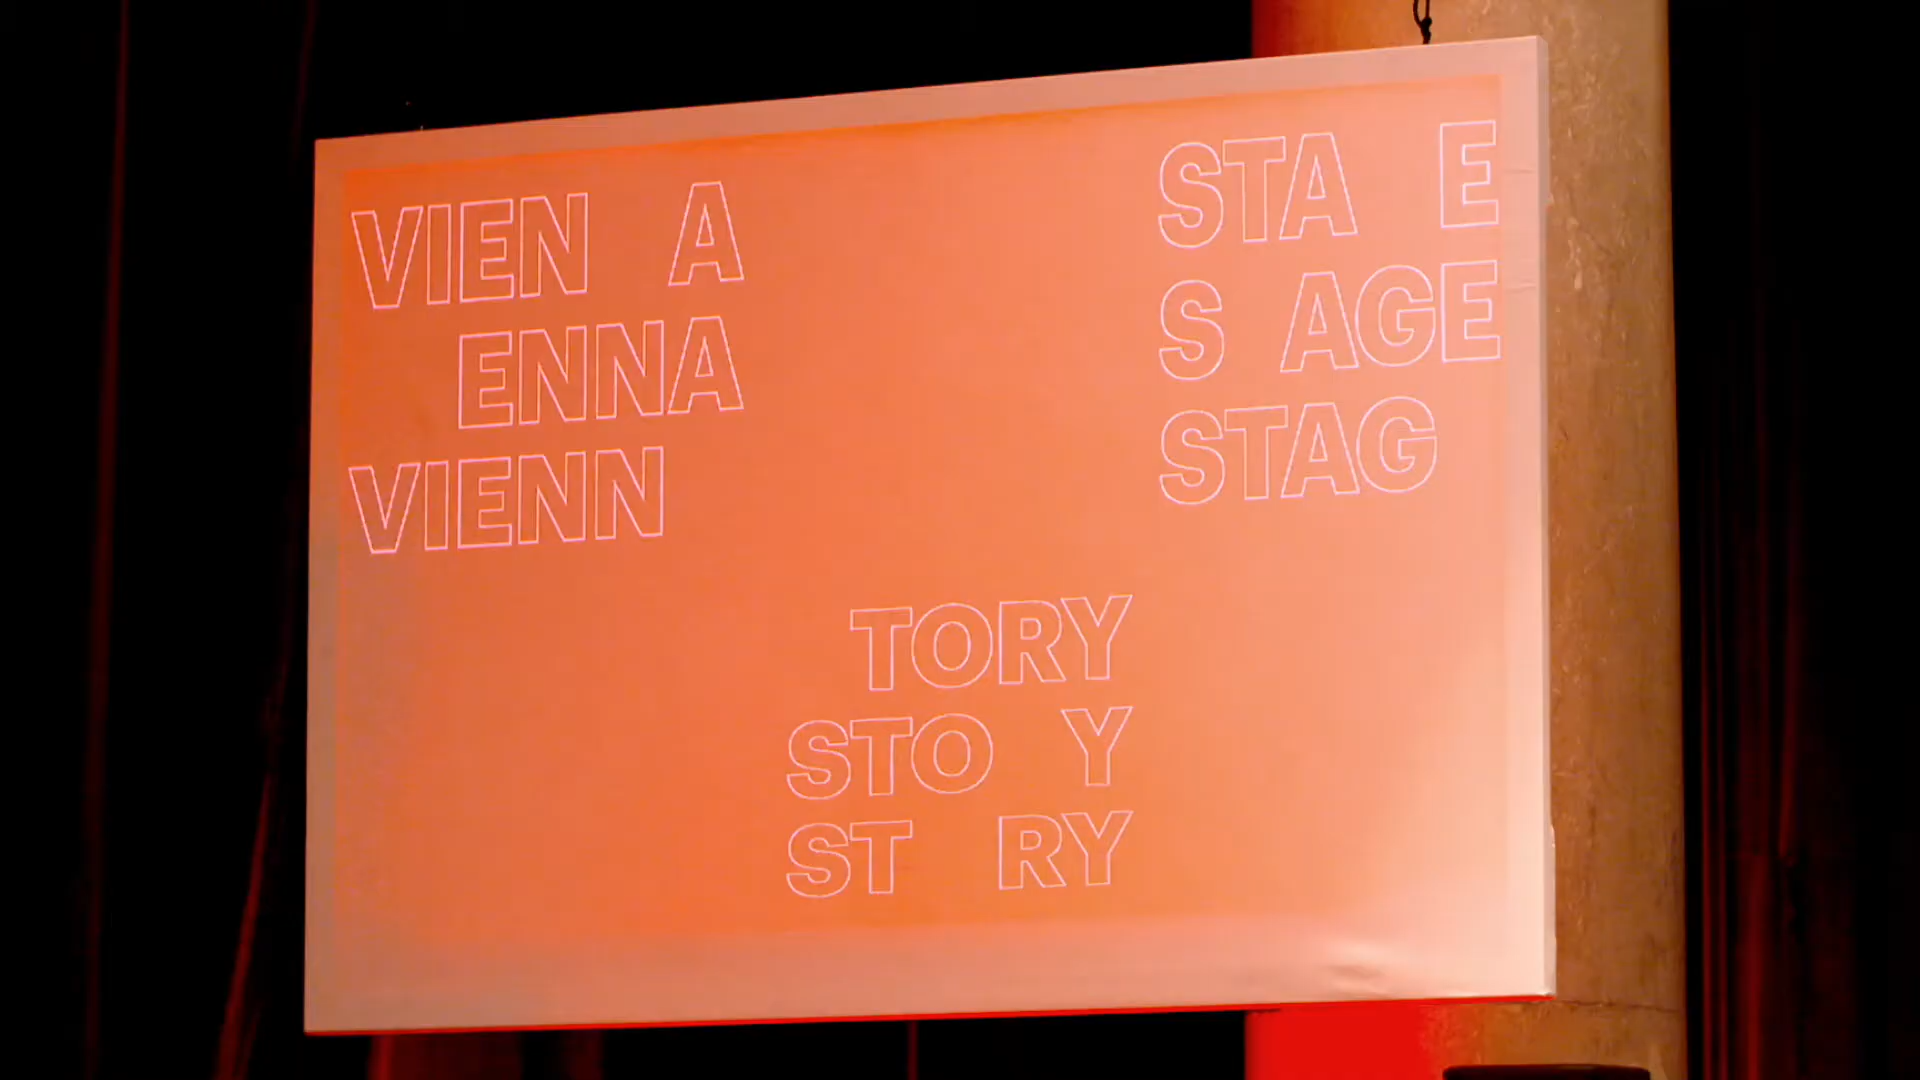 VIEN A
ENNA
VIENN
STA E
S AGE
STAG
TORY
STO Y
ST RY